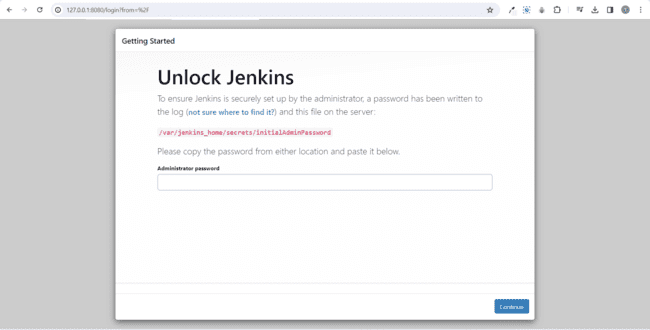 127.0.0.1:8080/login?from=%2F
Getting Started
Unlock Jenkins
To ensure Jenkins is securely set up by the administrator, a password has been written to
the log (not sure where to find it?) and this file on the server:
/var/jenkins_home/secrets/initialAdminPassword
Please copy the password from either location and paste it below.
Administrator password
Continue